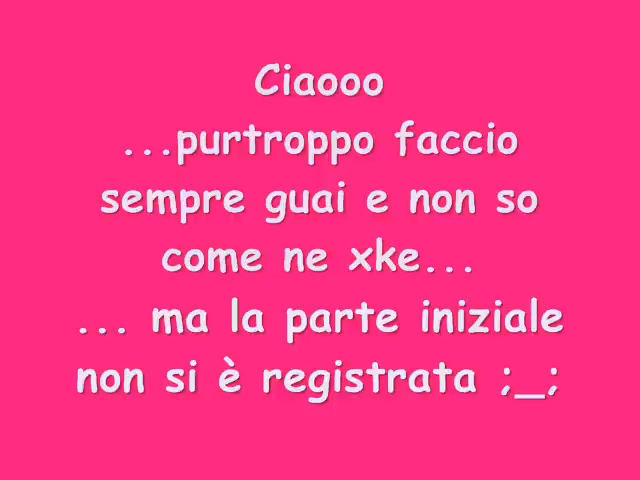 Ciaooo
...purtroppo faccio
sempre guai e non so
come ne xke...
... ma la parte iniziale
non si è registrata ;_;